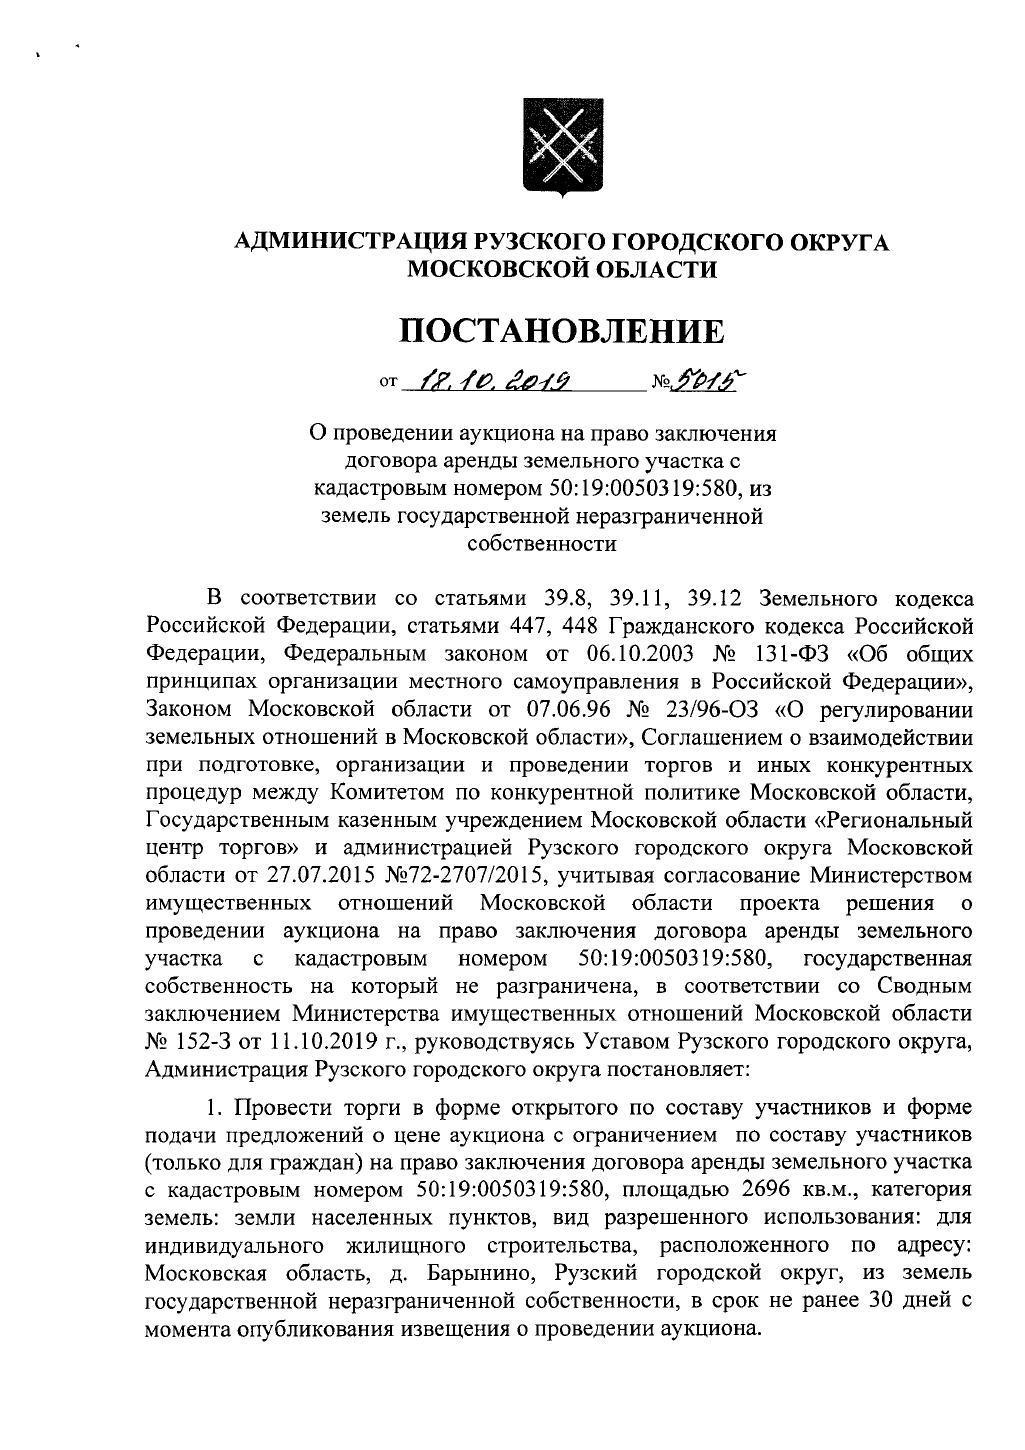 АДМИНИСТРАЦИЯ РУЗСКОГО ГОРОДСКОГО ОКРУГА
МОСКОВСКОЙ ОБЛАСТИ
ПОСТАНОВЛЕНИЕ
от 18.10.2019 № 5015
О проведении аукциона на право заключения
договора аренды земельного участка с
кадастровым номером 50:19:0050319:580, из
земель государственной неразграниченной
собственности
В соответствии со статьями 39.8, 39.11, 39.12 Земельного кодекса
Российской Федерации, статьями 447, 448 Гражданского кодекса Российской
Федерации, Федеральным законом от 06.10.2003 № 131-ФЗ «Об общих
принципах организации местного самоуправления в Российской Федерации»,
Законом Московской области от 07.06.96 № 23/96-ОЗ «О регулировании
земельных отношений в Московской области», Соглашением о взаимодействии
при подготовке, организации и проведении торгов и иных конкурентных
процедур между Комитетом по конкурентной политике Московской области,
Государственным казенным учреждением Московской области «Региональный
центр торгов» и администрацией Рузского городского округа Московской
области от 27.07.2015 №72-2707/2015, учитывая согласование Министерством
имущественных отношений Московской области проекта решения о
проведении аукциона на право заключения договора аренды земельного
участка с кадастровым номером 50:19:0050319:580, государственная
собственность на который не разграничена, в соответствии со Сводным
заключением Министерства имущественных отношений Московской области
№ 152-З от 11.10.2019 г., руководствуясь Уставом Рузского городского округа,
Администрация Рузского городского округа постановляет:
1. Провести торги в форме открытого по составу участников и форме
подачи предложений о цене аукциона с ограничением по составу участников
(только для граждан) на право заключения договора аренды земельного участка
с кадастровым номером 50:19:0050319:580, площадью 2696 кв.м., категория
земель: земли населенных пунктов, вид разрешенного использования: для
индивидуального жилищного строительства, расположенного по адресу:
Московская область, д. Барынино, Рузский городской округ, из земель
государственной неразграниченной собственности, в срок не ранее 30 дней с
момента опубликования извещения о проведении аукциона.